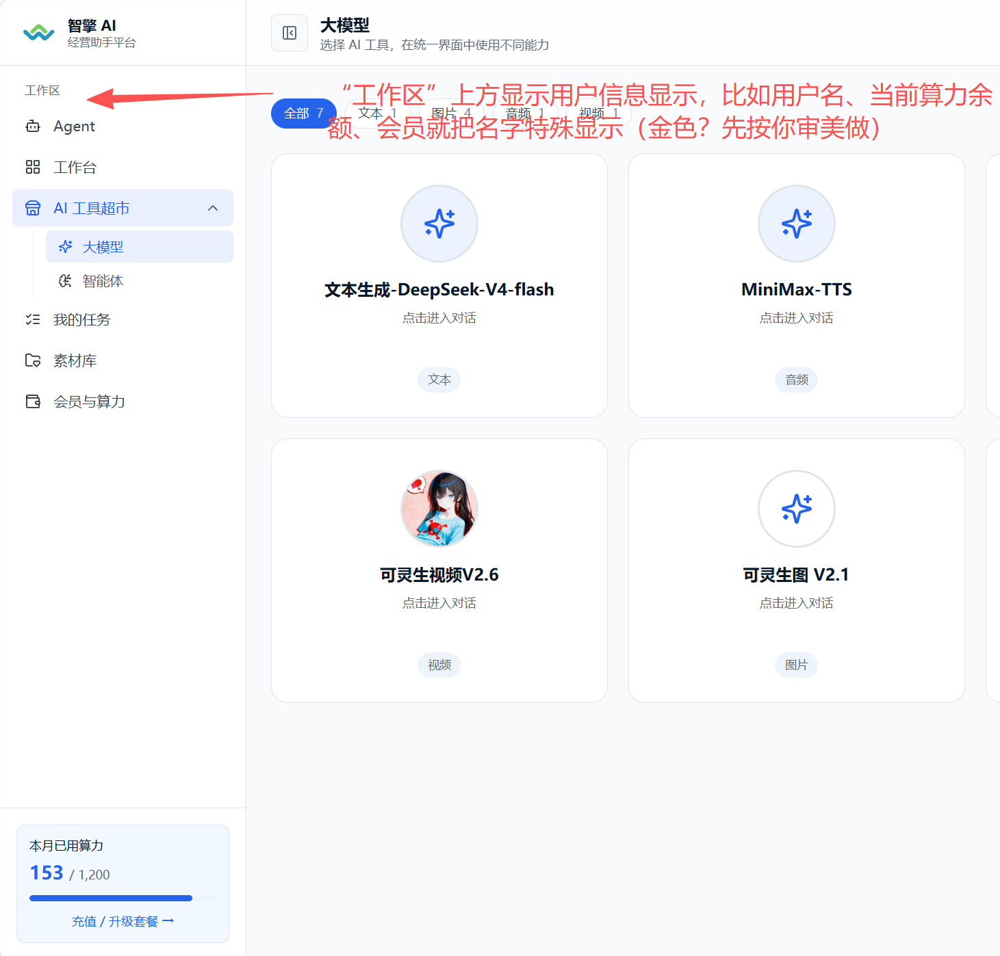 智擎 AI
经营助手平台
大模型
选择 AI 工具，在统一界面中使用不同能力
工作区
“工作区”上方显示用户信息显示，比如用户名、当前算力余
额、会员就把名字特殊显示（金色？先按你审美做）
全部 7
文本 1
图片 4
音频 1
视频 1
Agent
工作台
AI 工具超市
大模型
智能体
我的任务
素材库
会员与算力
文本生成-DeepSeek-V4-flash
点击进入对话
文本
MiniMax-TTS
点击进入对话
音频
可灵生视频V2.6
点击进入对话
视频
可灵生图 V2.1
点击进入对话
图片
本月已用算力
153 / 1,200
充值 / 升级套餐 →